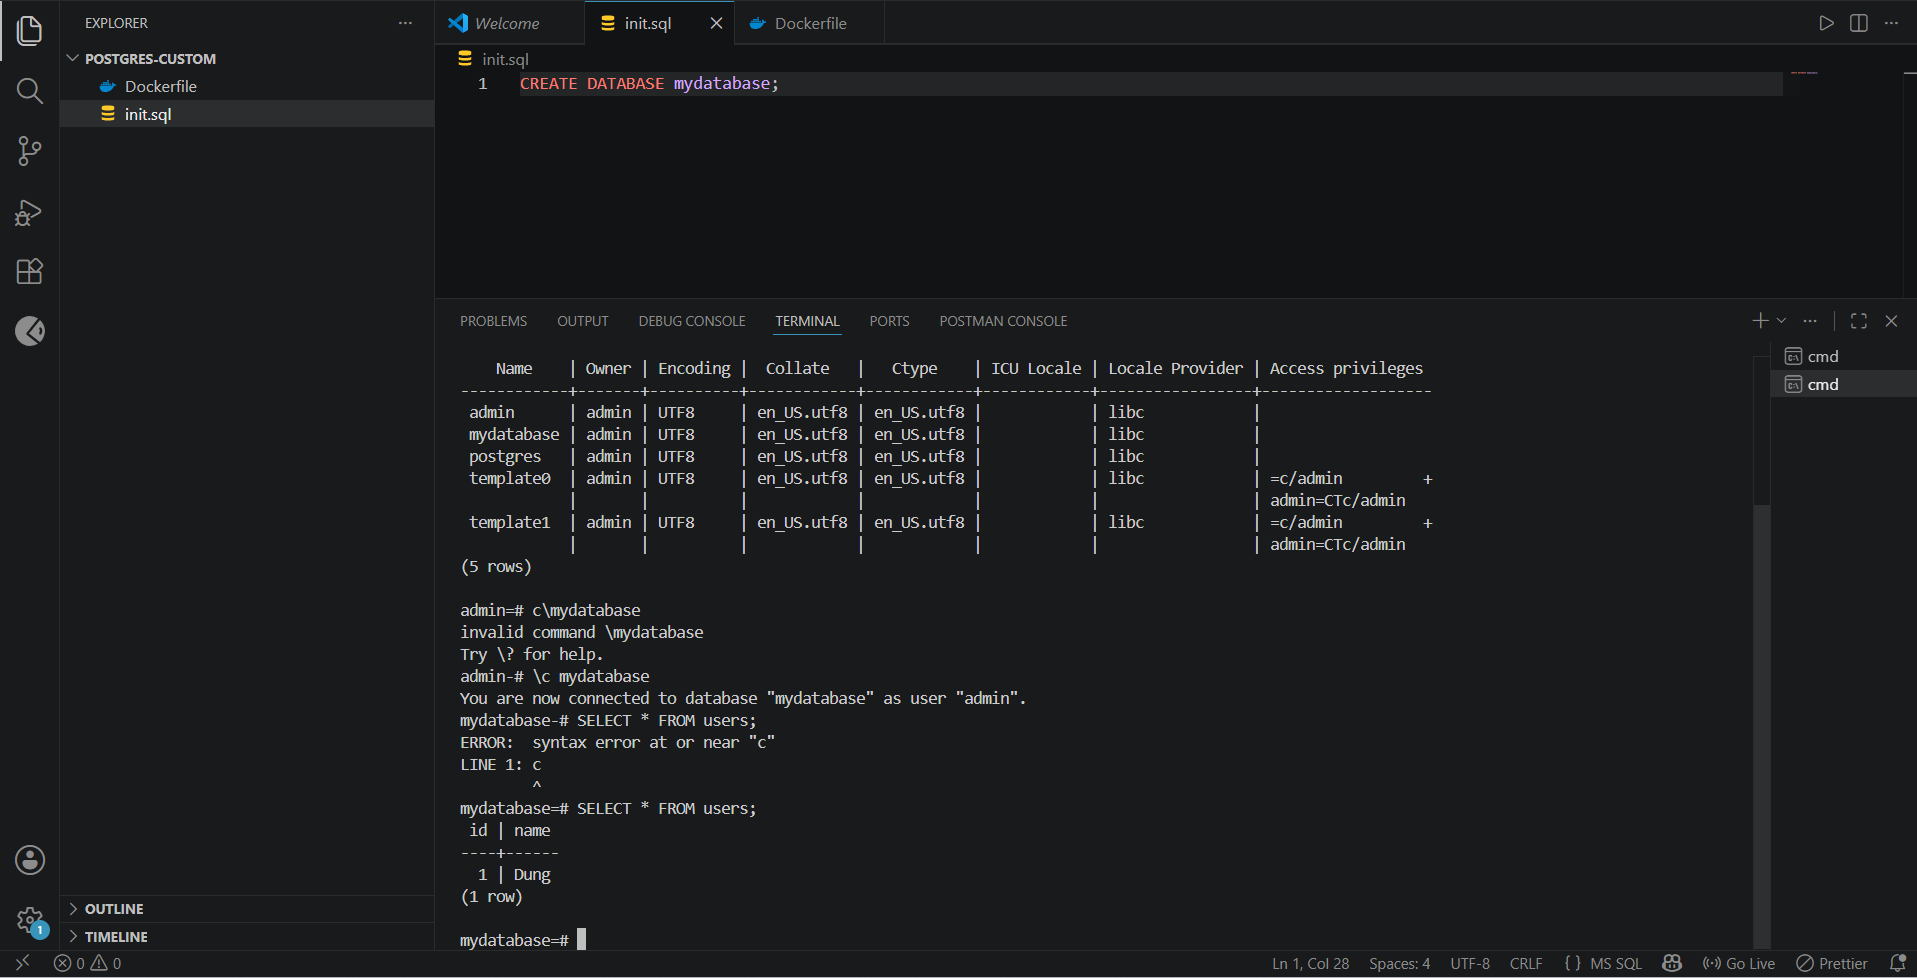 EXPLORER
Welcome
init.sql
Dockerfile
POSTGRES-CUSTOM
Dockerfile
init.sql
init.sql
1 CREATE DATABASE mydatabase;
PROBLEMS OUTPUT DEBUG CONSOLE TERMINAL PORTS POSTMAN CONSOLE
cmd
cmd
Name | Owner | Encoding | Collate | Ctype | ICU Locale | Locale Provider | Access privileges
------------+-------+----------+------------+------------+------------+-----------------+-------------------
admin | admin | UTF8 | en_US.utf8 | en_US.utf8 | | libc |
mydatabase | admin | UTF8 | en_US.utf8 | en_US.utf8 | | libc |
postgres | admin | UTF8 | en_US.utf8 | en_US.utf8 | | libc |
template0 | admin | UTF8 | en_US.utf8 | en_US.utf8 | | libc | =c/admin +
| | | | | | | admin=CTc/admin
template1 | admin | UTF8 | en_US.utf8 | en_US.utf8 | | libc | =c/admin +
| | | | | | | admin=CTc/admin
(5 rows)
admin=# c\mydatabase
invalid command \mydatabase
Try \? for help.
admin-# \c mydatabase
You are now connected to database "mydatabase" as user "admin".
mydatabase-# SELECT * FROM users;
ERROR:  syntax error at or near "c"
LINE 1: c
^
mydatabase=# SELECT * FROM users;
id | name
----+------
1 | Dung
(1 row)
mydatabase=#
OUTLINE
TIMELINE
1
0 0
Ln 1, Col 28 Spaces: 4 UTF-8 CRLF { } MS SQL Go Live Prettier